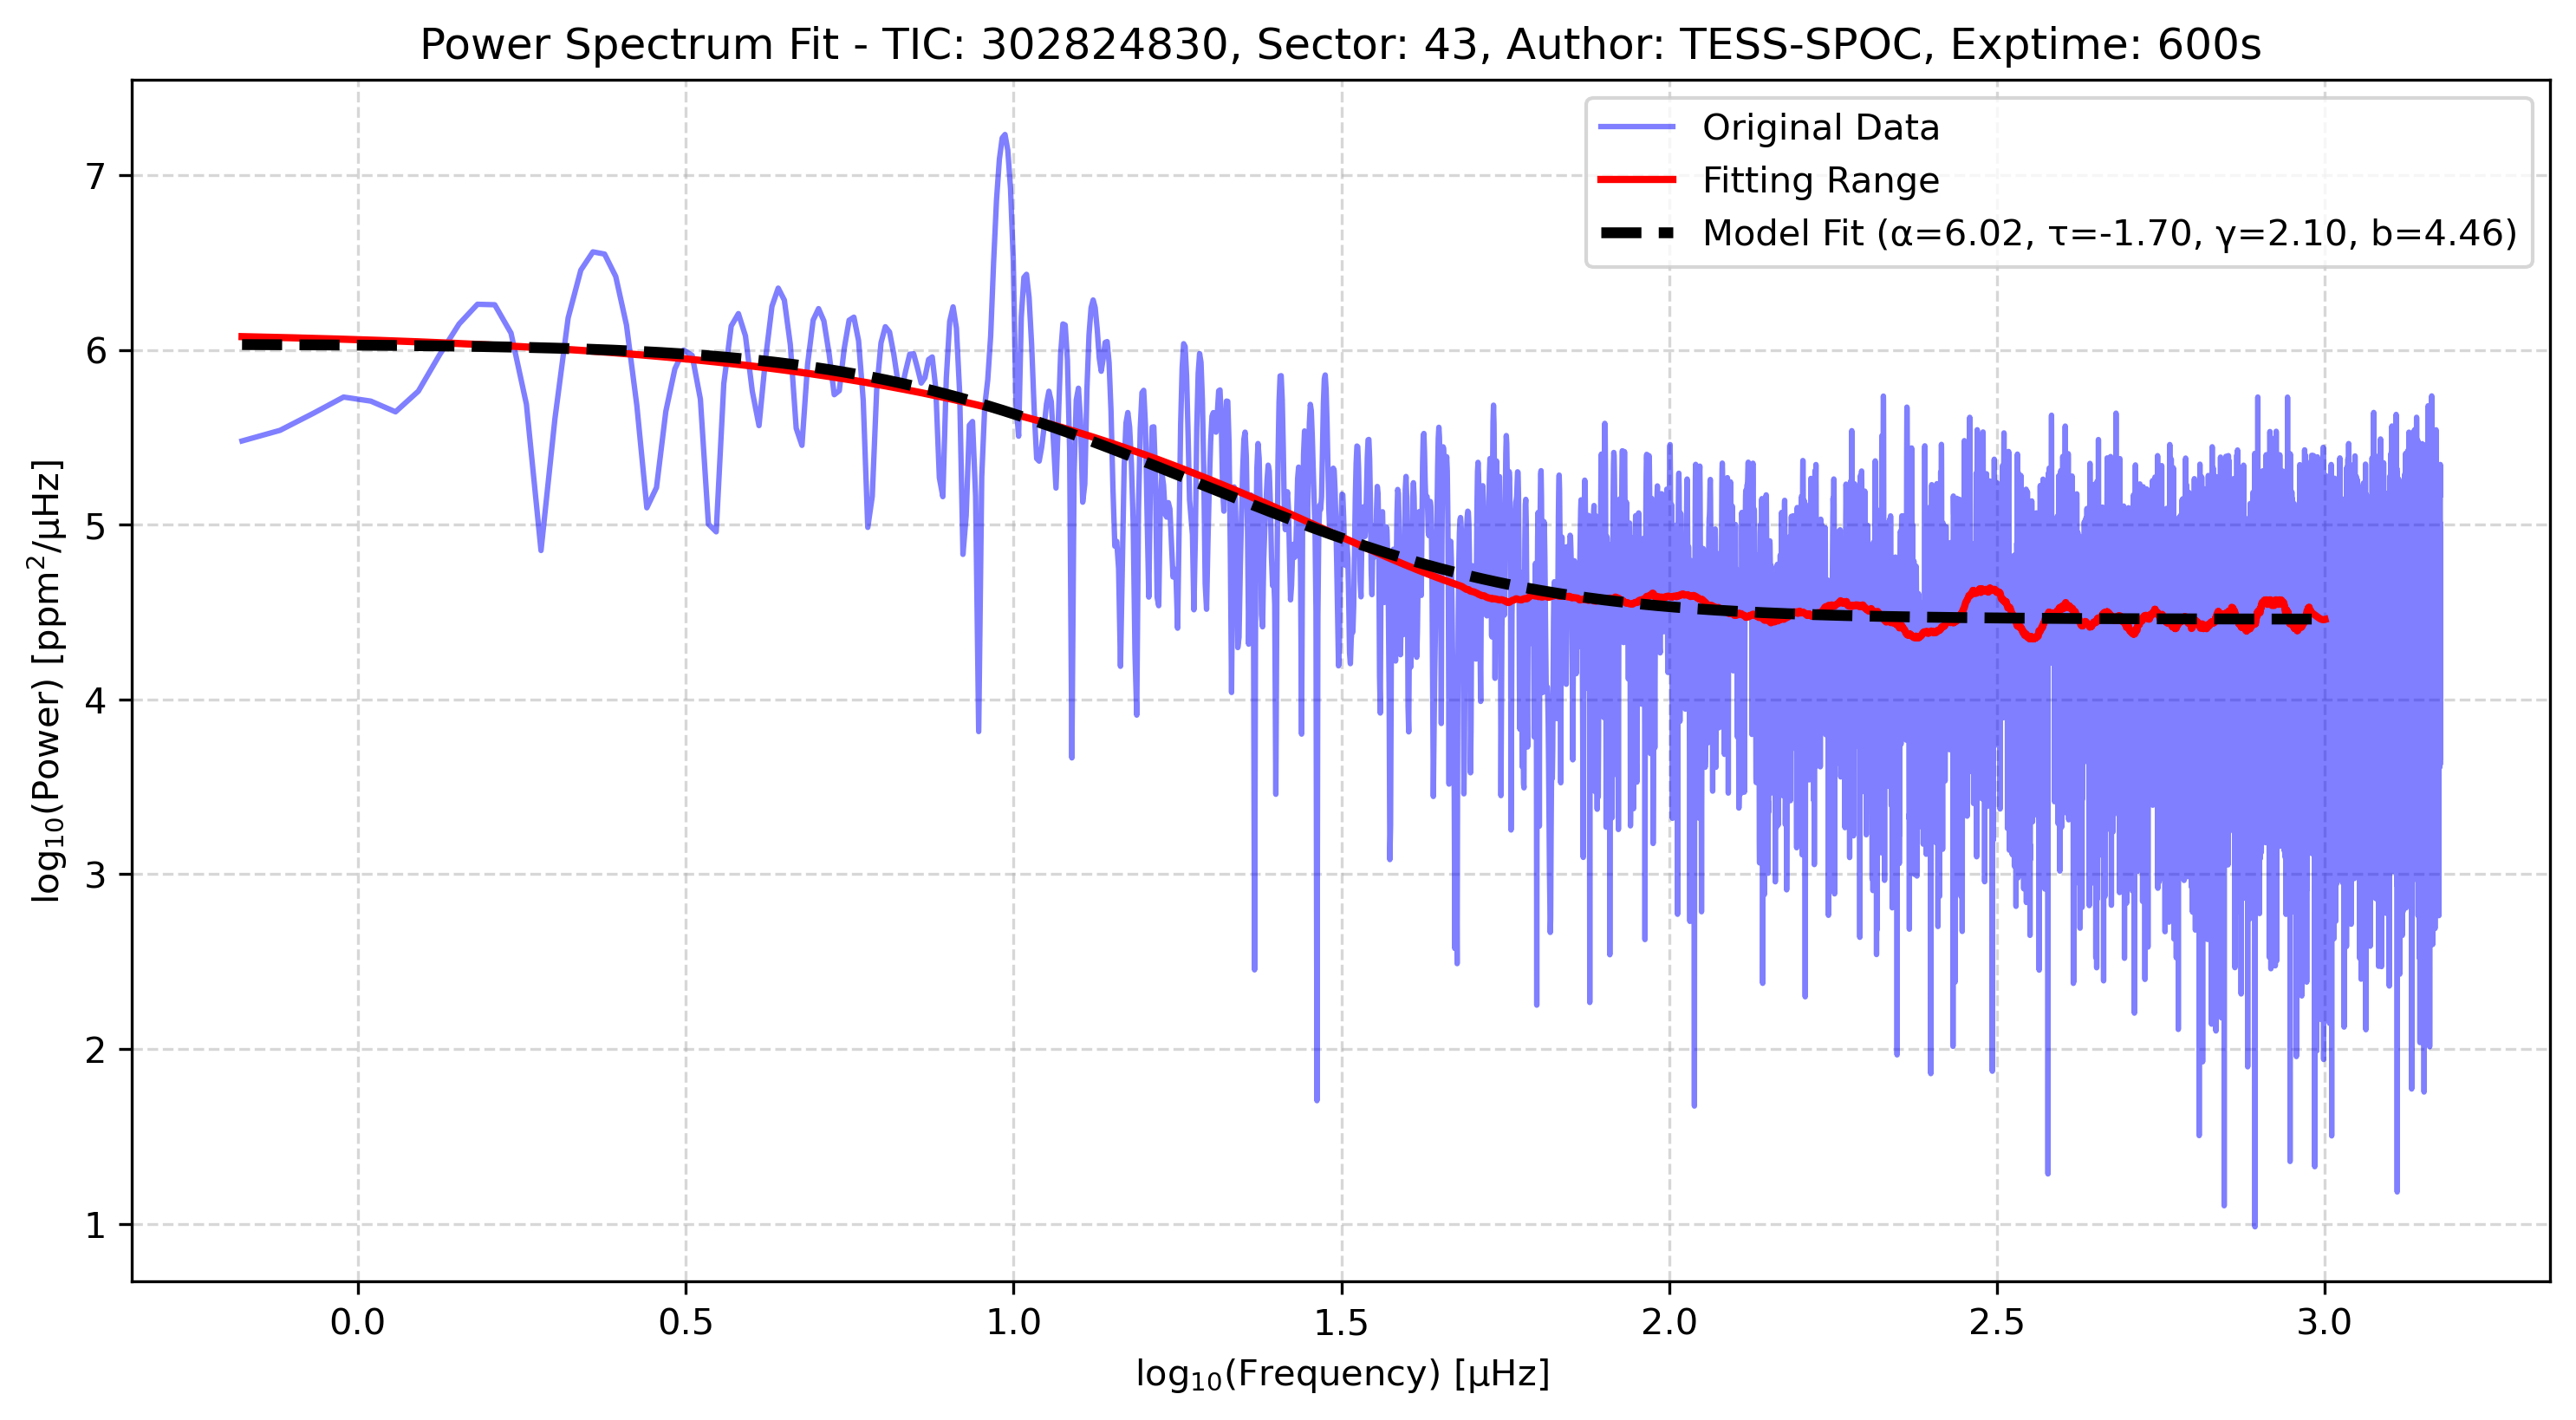 Power Spectrum Fit - TIC: 302824830, Sector: 43, Author: TESS-SPOC, Exptime: 600s
Original Data
Fitting Range
Model Fit (α=6.02, τ=-1.70, γ=2.10, b=4.46)
log₁₀(Power) [ppm²/μHz]
7
6
5
4
3
2
1
0.0 0.5 1.0 1.5 2.0 2.5 3.0
log₁₀(Frequency) [μHz]